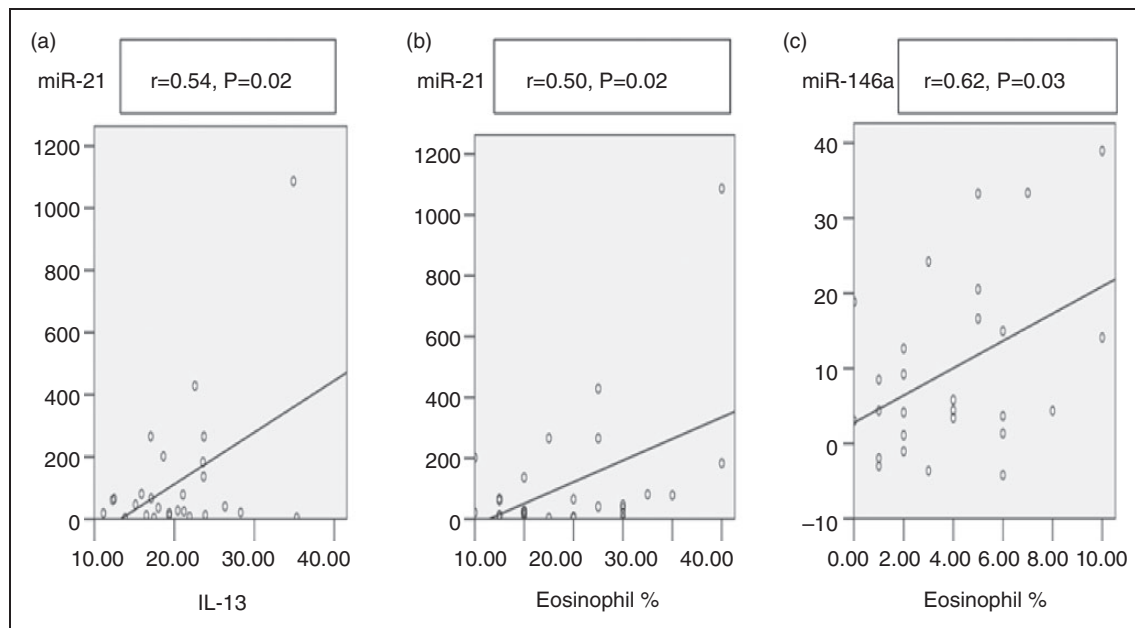 (a)
miR-21 r=0.54, P=0.02
1200
1000
800
600
400
200
0
10.00 20.00 30.00 40.00
IL-13
(b)
miR-21 r=0.50, P=0.02
1200
1000
800
600
400
200
0
10.00 20.00 30.00 40.00
Eosinophil %
(c)
miR-146a r=0.62, P=0.03
40
30
20
10
0
–10
0.00 2.00 4.00 6.00 8.00 10.00
Eosinophil %